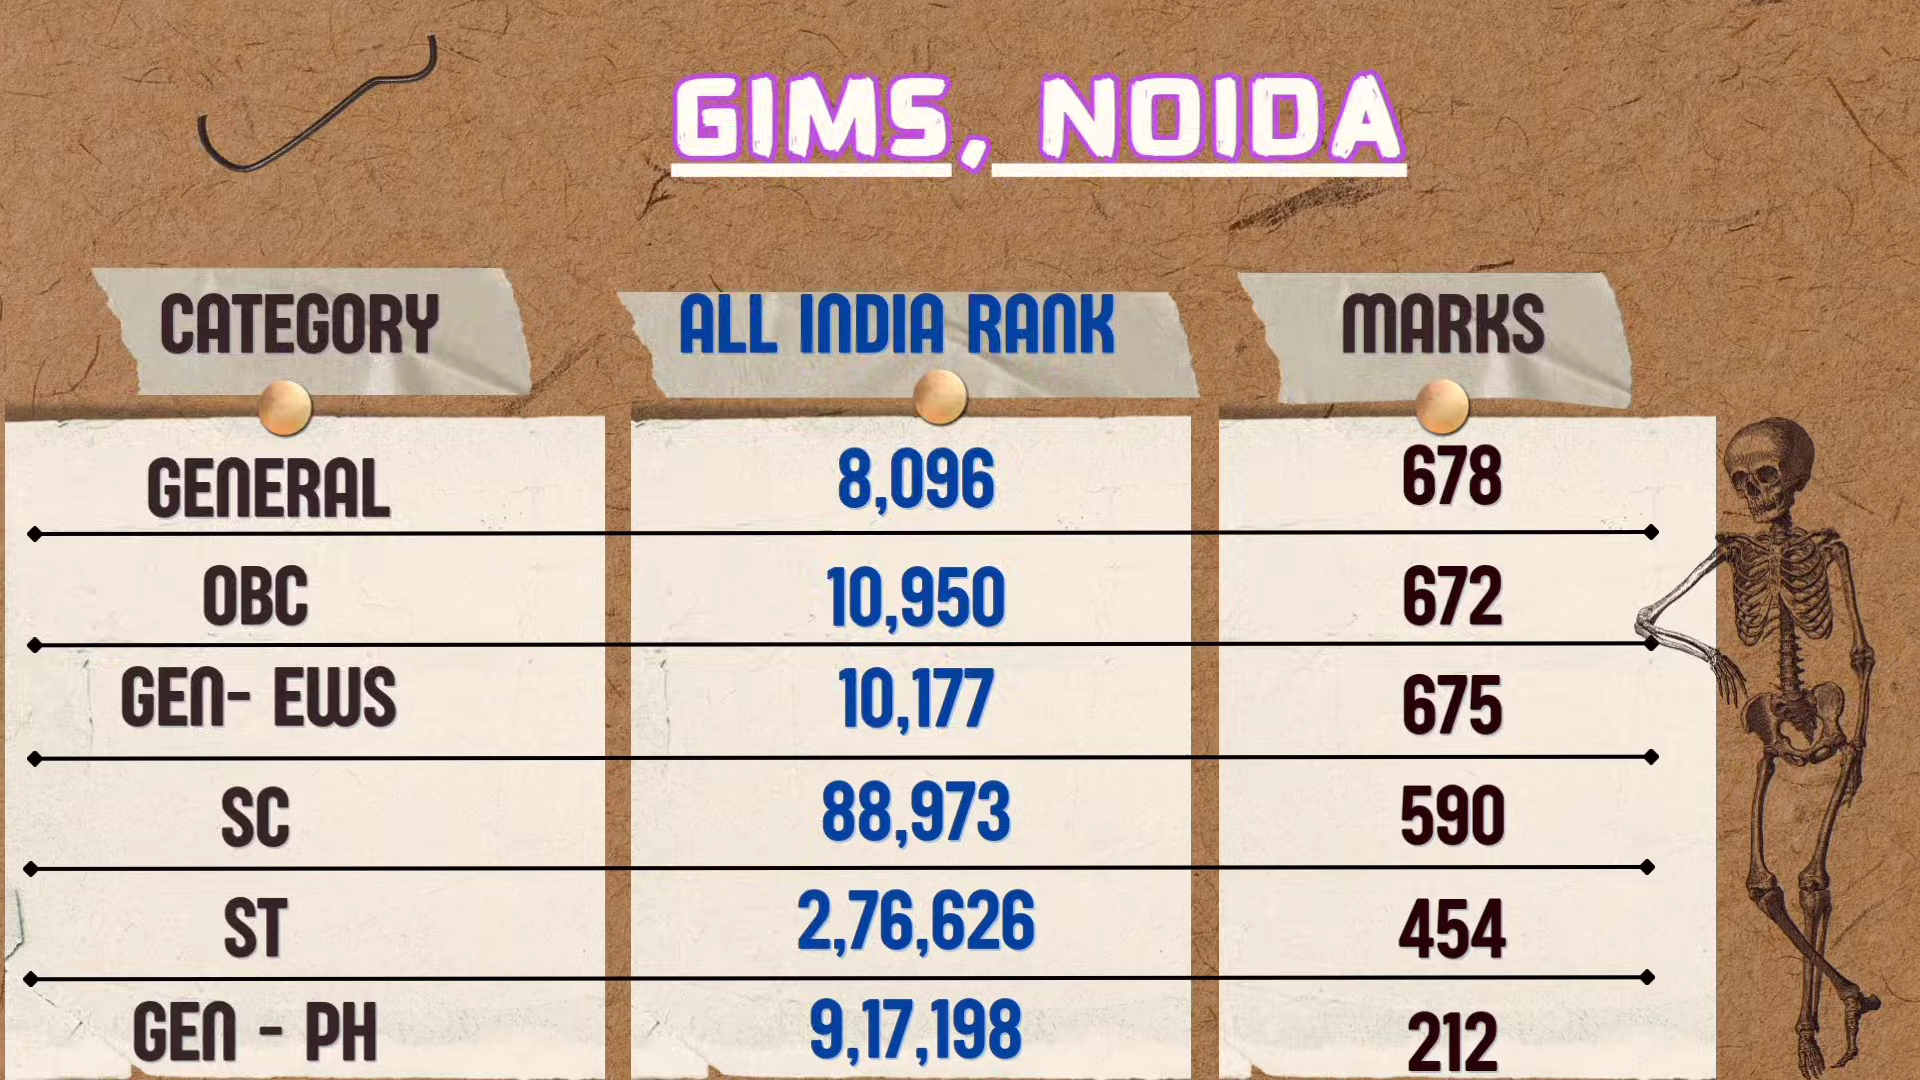 GIMS, NOIDA
CATEGORY ALL INDIA RANK MARKS
GENERAL 8,096 678
OBC 10,950 672
GEN- EWS 10,177 675
SC 88,973 590
ST 2,76,626 454
GEN - PH 9,17,198 212